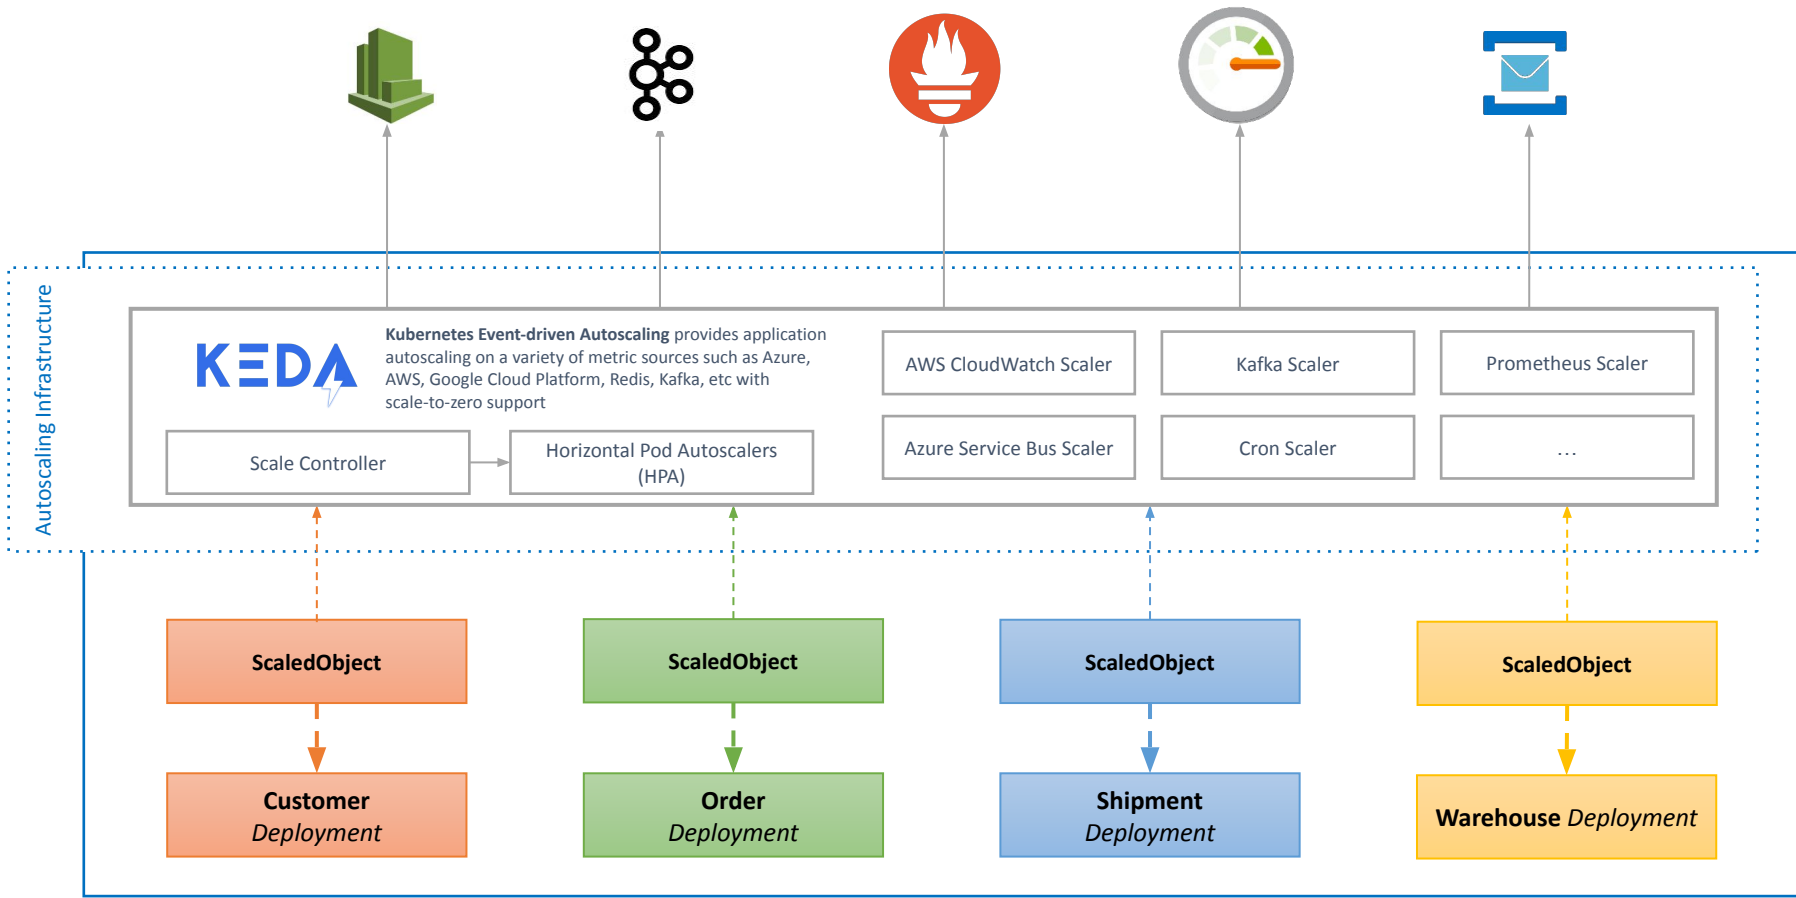 Autoscaling Infrastructure
KEDA
Kubernetes Event-driven Autoscaling provides application
autoscaling on a variety of metric sources such as Azure,
AWS, Google Cloud Platform, Redis, Kafka, etc with
scale-to-zero support
AWS CloudWatch Scaler
Kafka Scaler
Prometheus Scaler
Scale Controller
Horizontal Pod Autoscalers
(HPA)
Azure Service Bus Scaler
Cron Scaler
...
ScaledObject
ScaledObject
ScaledObject
ScaledObject
Customer
Deployment
Order
Deployment
Shipment
Deployment
Warehouse Deployment